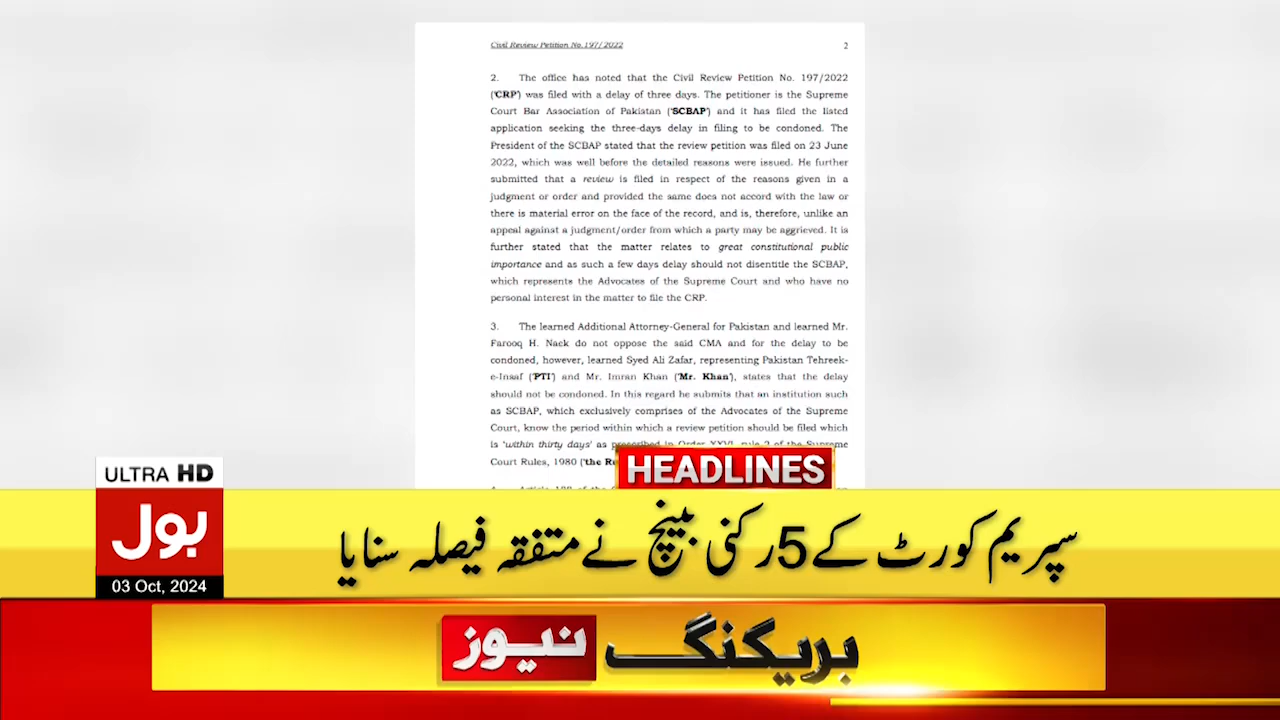 Civil Review Petition No.197/2022 2
2. The office has noted that the Civil Review Petition No. 197/2022
('CRP') was filed with a delay of three days. The petitioner is the Supreme
Court Bar Association of Pakistan ('SCBAP') and it has filed the listed
application seeking the three-days delay in filing to be condoned. The
President of the SCBAP stated that the review petition was filed on 23 June
2022, which was well before the detailed reasons were issued. He further
submitted that a review is filed in respect of the reasons given in a
judgment or order and provided the same does not accord with the law or
there is material error on the face of the record, and is, therefore, unlike an
appeal against a judgment/order from which a party may be aggrieved. It is
further stated that the matter relates to great constitutional public
importance and as such a few days delay should not disentitle the SCBAP,
which represents the Advocates of the Supreme Court and who have no
personal interest in the matter to file the CRP.
3. The learned Additional Attorney-General for Pakistan and learned Mr.
Farooq H. Naek do not oppose the said CMA and for the delay to be
condoned, however, learned Syed Ali Zafar, representing Pakistan Tehreek-
e-Insaf ('PTI') and Mr. Imran Khan ('Mr. Khan'), states that the delay
should not be condoned. In this regard he submits that an institution such
as SCBAP, which exclusively comprises of the Advocates of the Supreme
Court, know the period within which a review petition should be filed which
is 'within thirty days' as prescribed in Order XXVI, rule 2 of the Supreme
Court Rules, 1980 ('the
HEADLINES
ULTRA HD
بول
03 Oct, 2024
سپریم کورٹ کے 5 رکنی بینچ نے متفقہ فیصلہ سنایا
بریکنگ نیوز